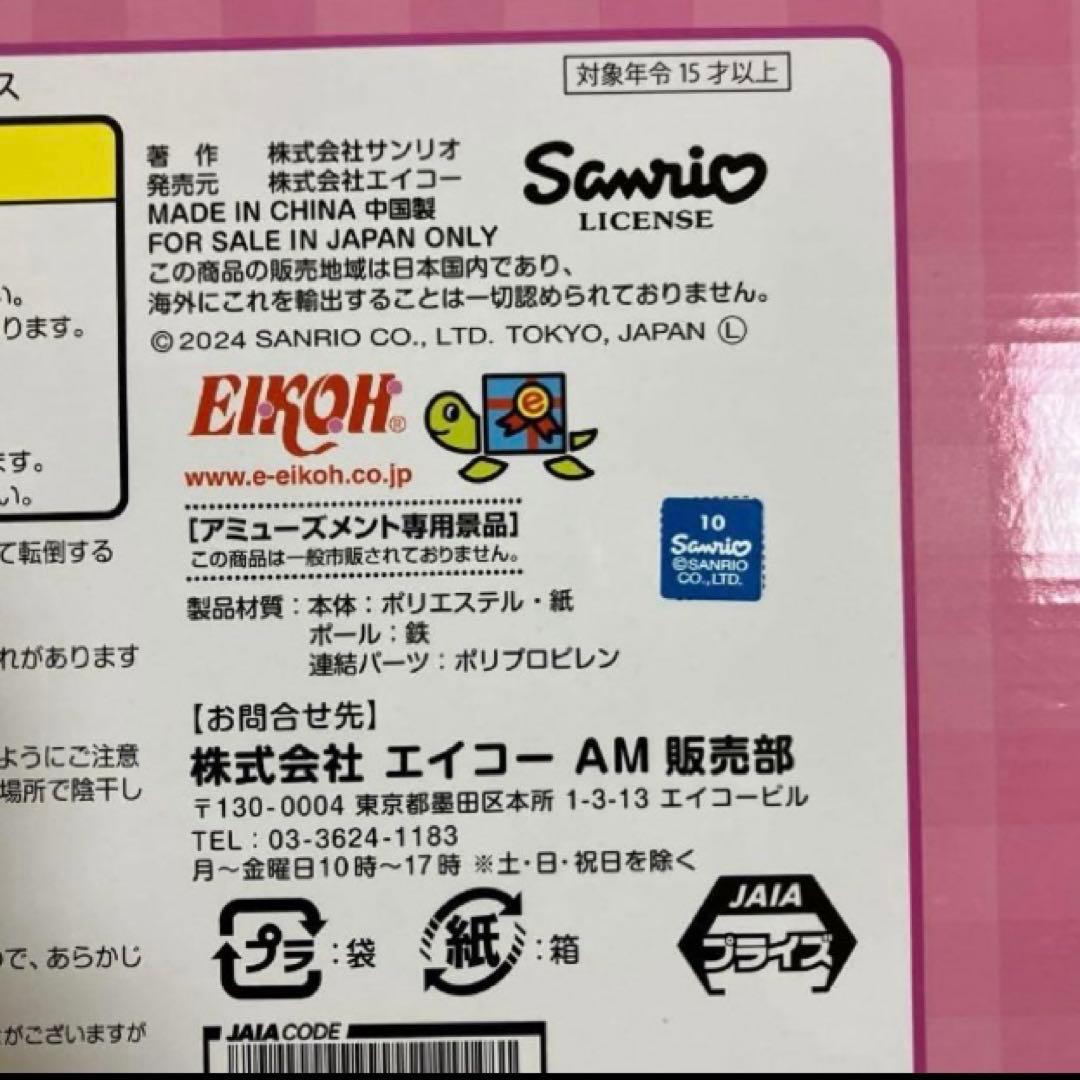 ス
対象年令15才以上
著 作 株式会社サンリオ
発売元 株式会社エイコー
MADE IN CHINA 中国製
FOR SALE IN JAPAN ONLY
この商品の販売地域は日本国内であり、
海外にこれを輸出することは一切認められておりません。
©2024 SANRIO CO., LTD. TOKYO, JAPAN Ⓛ
Sanrio
LICENSE
い。
ります。
ます。
い。
て転倒する
れがあります
ようにご注意
場所で陰干し
ので、あらかじ
がございますが
EIKOH®
e
www.e-eikoh.co.jp
[アミューズメント専用景品]
この商品は一般市販されておりません。
10
Sanrio
©SANRIO
CO.,LTD.
製品材質：本体：ポリエステル・紙
ポール：鉄
連結パーツ：ポリプロピレン
【お問合せ先】
株式会社 エイコー AM 販売部
〒130-0004 東京都墨田区本所 1-3-13 エイコービル
TEL：03-3624-1183
月～金曜日10時～17時 ※土・日・祝日を除く
プラ：袋
紙：箱
JAIA
プライズ
JAIA CODE